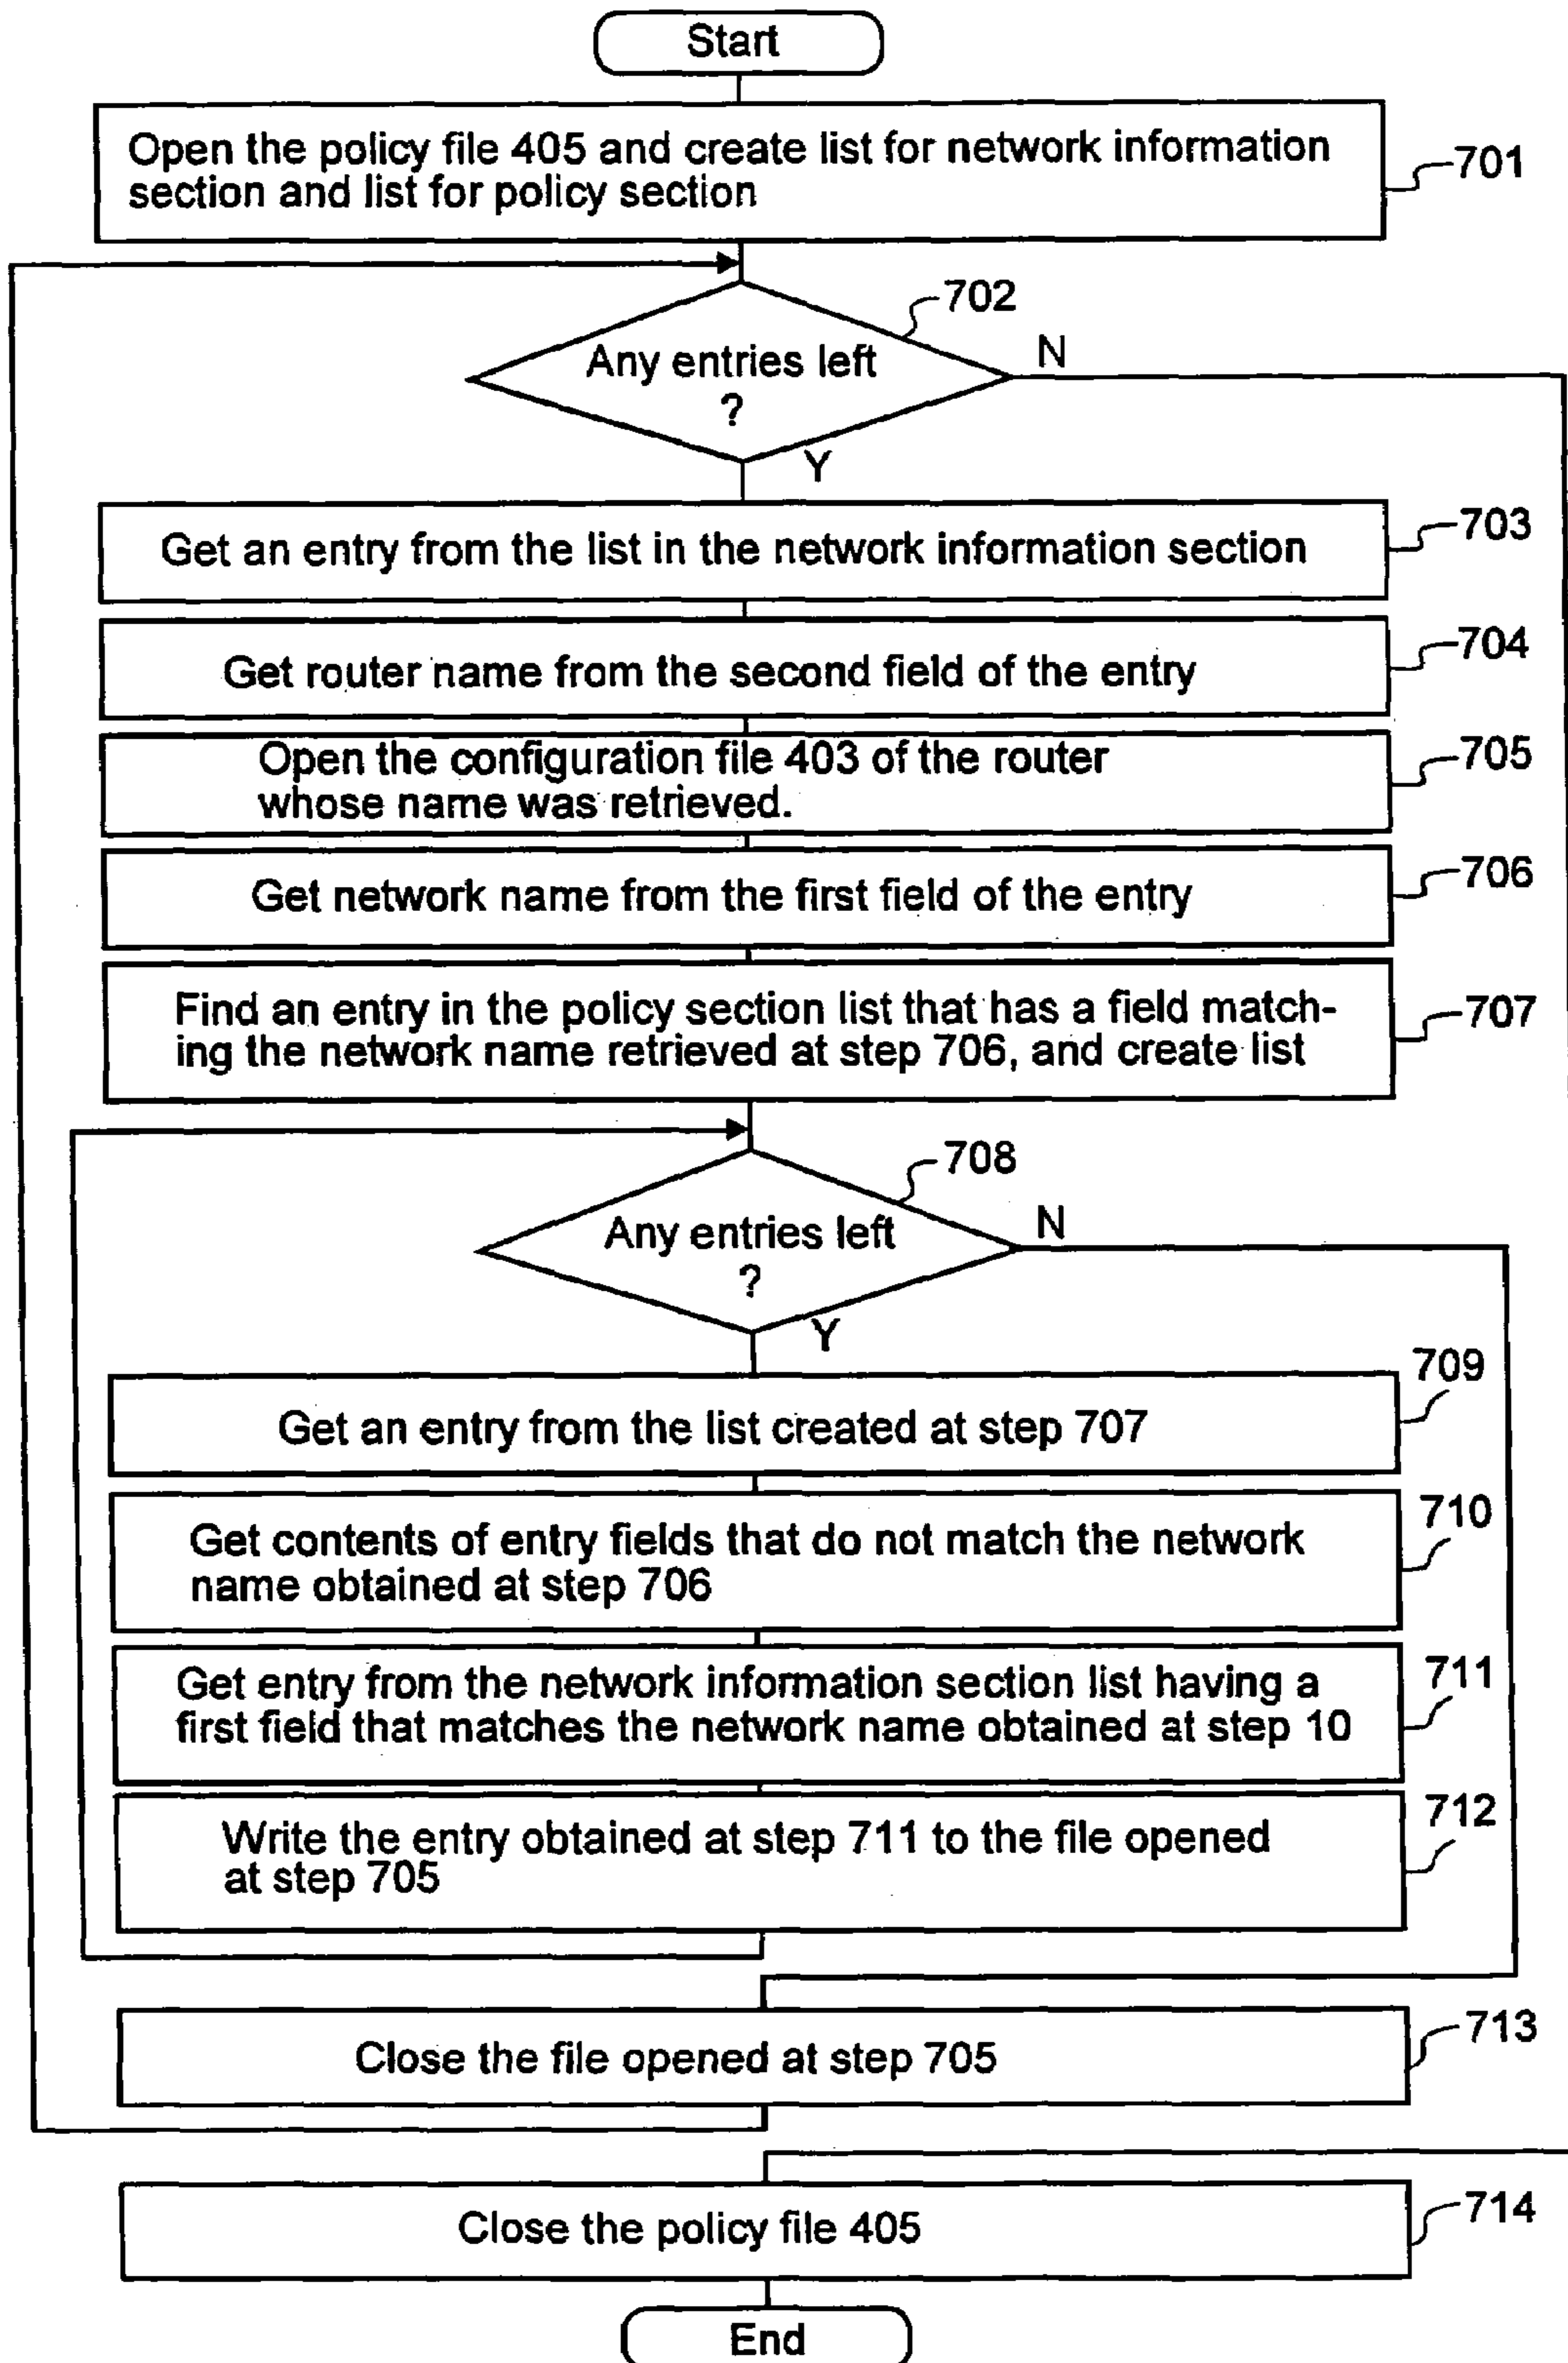 Start
Open the policy file 405 and create list for network information
section and list for policy section
701
702
Any entries left
?
N
Y
Get an entry from the list in the network information section
703
Get router name from the second field of the entry
704
Open the configuration file 403 of the router
whose name was retrieved.
705
Get network name from the first field of the entry
706
Find an entry in the policy section list that has a field match-
ing the network name retrieved at step 706, and create list
707
708
Any entries left
?
N
Y
709
Get an entry from the list created at step 707
710
Get contents of entry fields that do not match the network
name obtained at step 706
711
Get entry from the network information section list having a
first field that matches the network name obtained at step 10
712
Write the entry obtained at step 711 to the file opened
at step 705
713
Close the file opened at step 705
714
Close the policy file 405
End